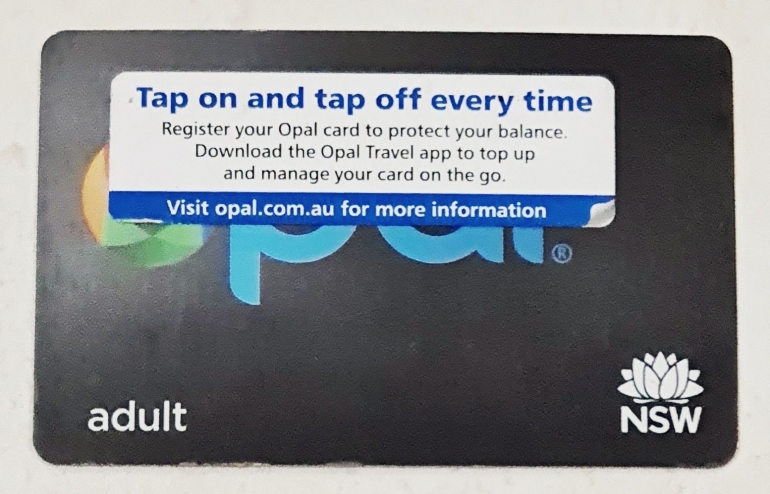 Tap on and tap off every time
Register your Opal card to protect your balance.
Download the Opal Travel app to top up
and manage your card on the go.
Visit opal.com.au for more information
opal®
adult
NSW